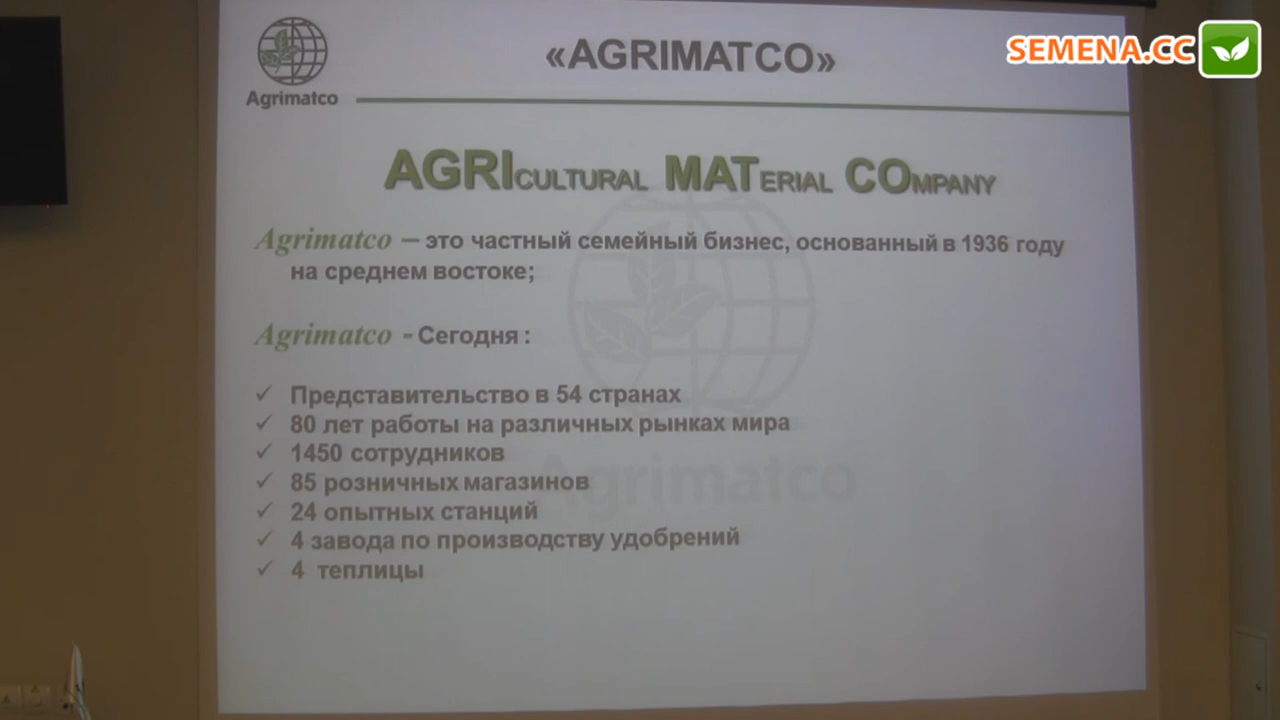 SEMENA.CC
Agrimatco
«AGRIMATCO»
AGRICULTURAL MATERIAL COMPANY
Agrimatco – это частный семейный бизнес, основанный в 1936 году
на среднем востоке;
Agrimatco - Сегодня :
✓ Представительство в 54 странах
✓ 80 лет работы на различных рынках мира
✓ 1450 сотрудников
✓ 85 розничных магазинов
✓ 24 опытных станций
✓ 4 завода по производству удобрений
✓ 4 теплицы
Agrimatco